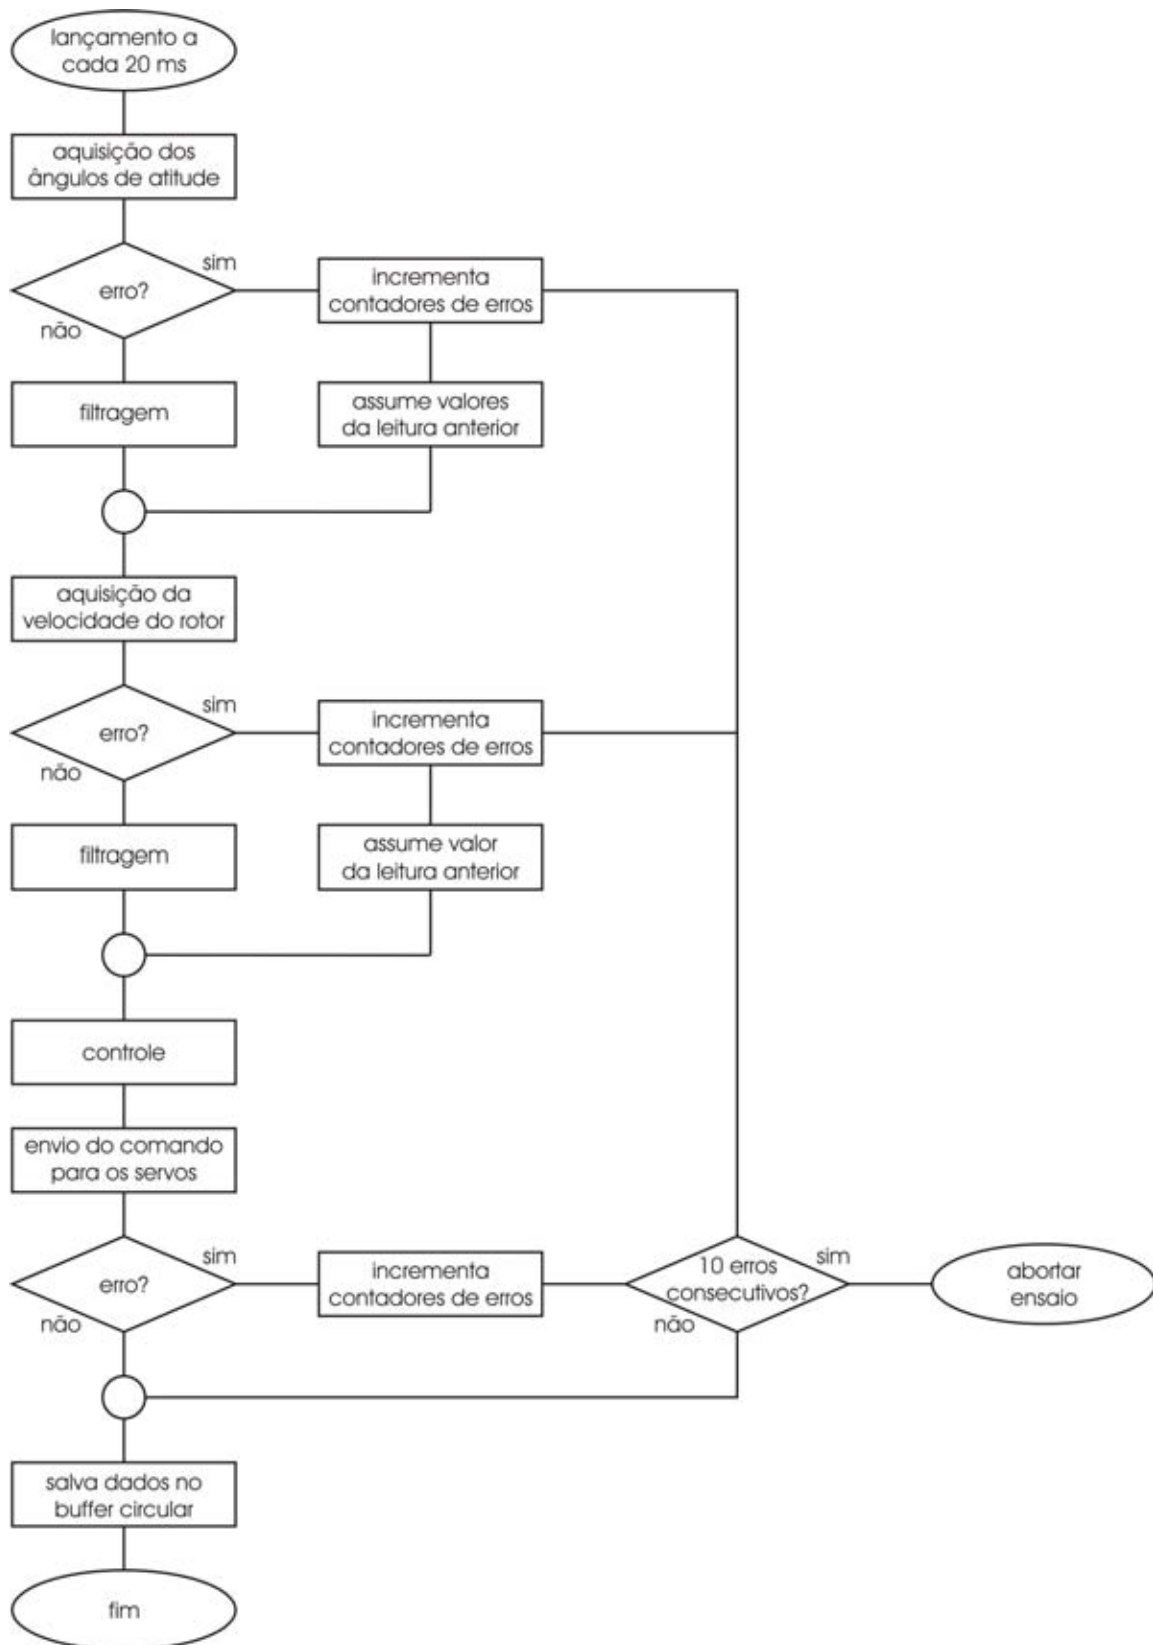 lançamento a
cada 20 ms
aquisição dos
ângulos de atitude
erro?
sim
não
incrementa
contadores de erros
filtragem
assume valores
da leitura anterior
aquisição da
velocidade do rotor
erro?
sim
não
incrementa
contadores de erros
filtragem
assume valor
da leitura anterior
controle
envio do comando
para os servos
erro?
sim
não
incrementa
contadores de erros
10 erros
consecutivos?
sim
não
abortar
ensaio
salva dados no
buffer circular
fim